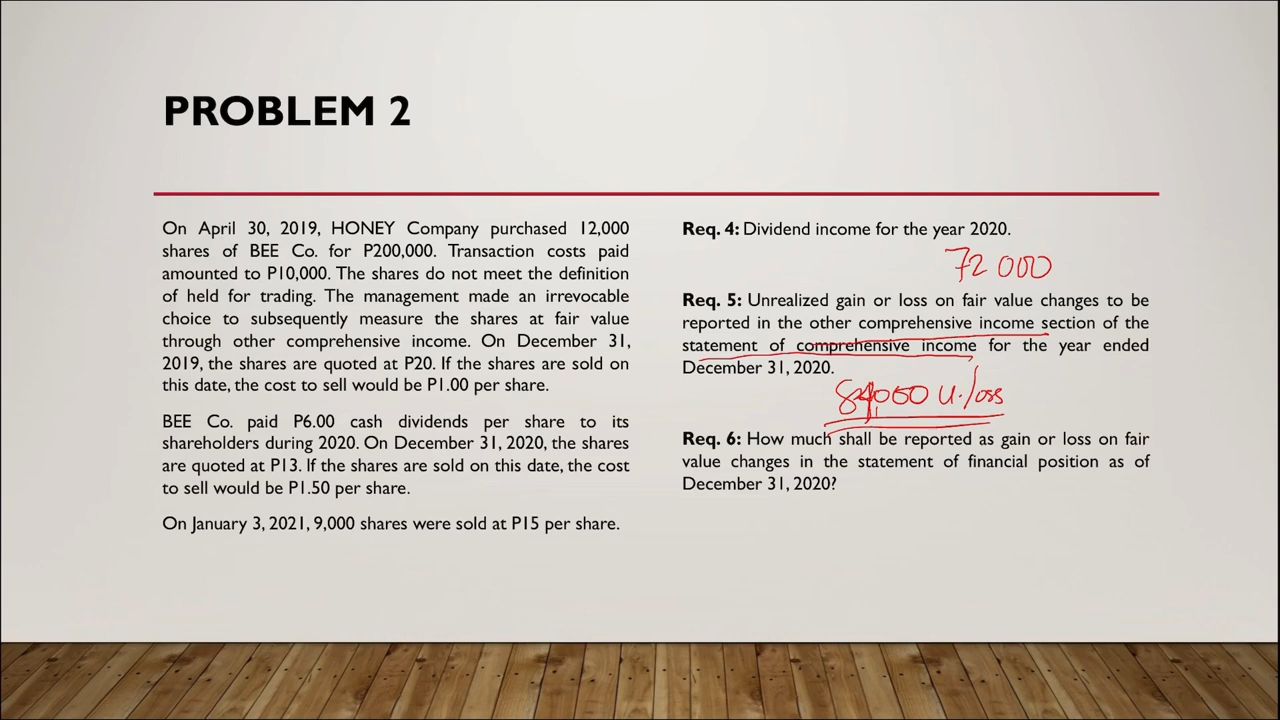 PROBLEM 2
On April 30, 2019, HONEY Company purchased 12,000
shares of BEE Co. for P200,000. Transaction costs paid
amounted to P10,000. The shares do not meet the definition
of held for trading. The management made an irrevocable
choice to subsequently measure the shares at fair value
through other comprehensive income. On December 31,
2019, the shares are quoted at P20. If the shares are sold on
this date, the cost to sell would be P1.00 per share.
BEE Co. paid P6.00 cash dividends per share to its
shareholders during 2020. On December 31, 2020, the shares
are quoted at P13. If the shares are sold on this date, the cost
to sell would be P1.50 per share.
On January 3, 2021, 9,000 shares were sold at P15 per share.
Req. 4: Dividend income for the year 2020.
72 000
Req. 5: Unrealized gain or loss on fair value changes to be
reported in the other comprehensive income section of the
statement of comprehensive income for the year ended
December 31, 2020.
84,000 U. loss
Req. 6: How much shall be reported as gain or loss on fair
value changes in the statement of financial position as of
December 31, 2020?